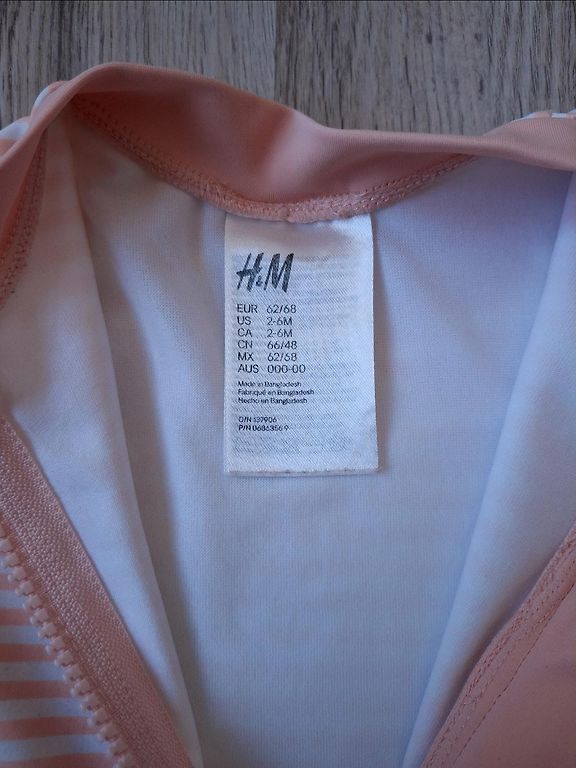 H&M
EUR 62/68
US 2-6M
CA 2-6M
CN 66/48
MX 62/68
AUS 000-00
Made in Bangladesh
Fabriqué en Bangladesh
Hecho en Bangladesh
O/N 137906
P/N